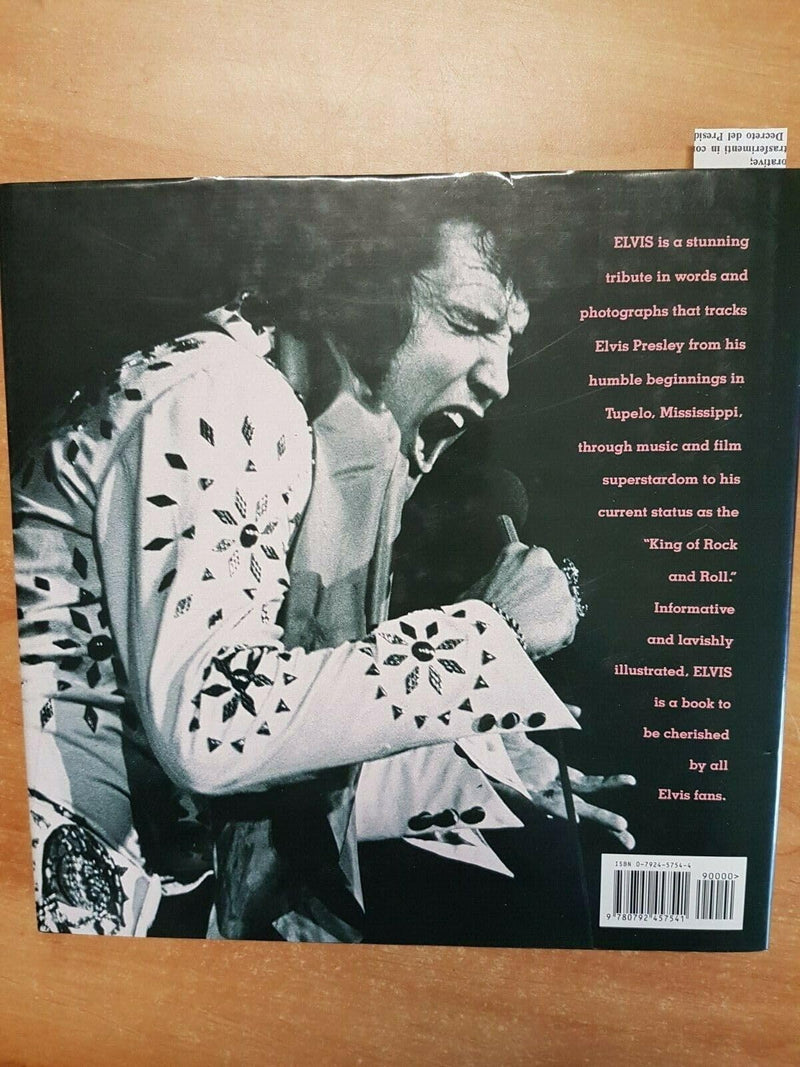 Decreto del Presid
trasferimenti in co
orative;
ELVIS is a stunning
tribute in words and
photographs that tracks
Elvis Presley from his
humble beginnings in
Tupelo, Mississippi,
through music and film
superstardom to his
current status as the
"King of Rock
and Roll."
Informative
and lavishly
illustrated, ELVIS
is a book to
be cherished
by all
Elvis fans.
ISBN 0-7924-5754-4
90000>
9 780792 457541